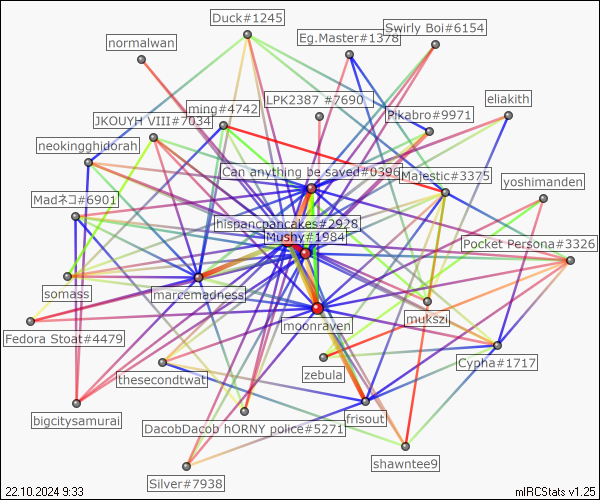 Duck#1245
Swirly Boi#6154
Eg.Master#1378
normalwan
LPK2387 #7690
eliakith
ming#4742
Pikabro#9971
JKOUYH VIII#7034
neokingghidorah
Can anything be saved#0396
Majestic#3375
yoshimanden
Madネコ#6901
hispancpancakes#2928
Mushy#1984
Pocket Persona#3326
somass
marcemadness
mukszi
moonraven
Fedora Stoat#4479
Cypha#1717
zebula
thesecondtwat
bigcitysamurai
frisout
DacobDacob hORNY police#5271
shawntee9
Silver#7938
22.10.2024 9:33
mIRCStats v1.25